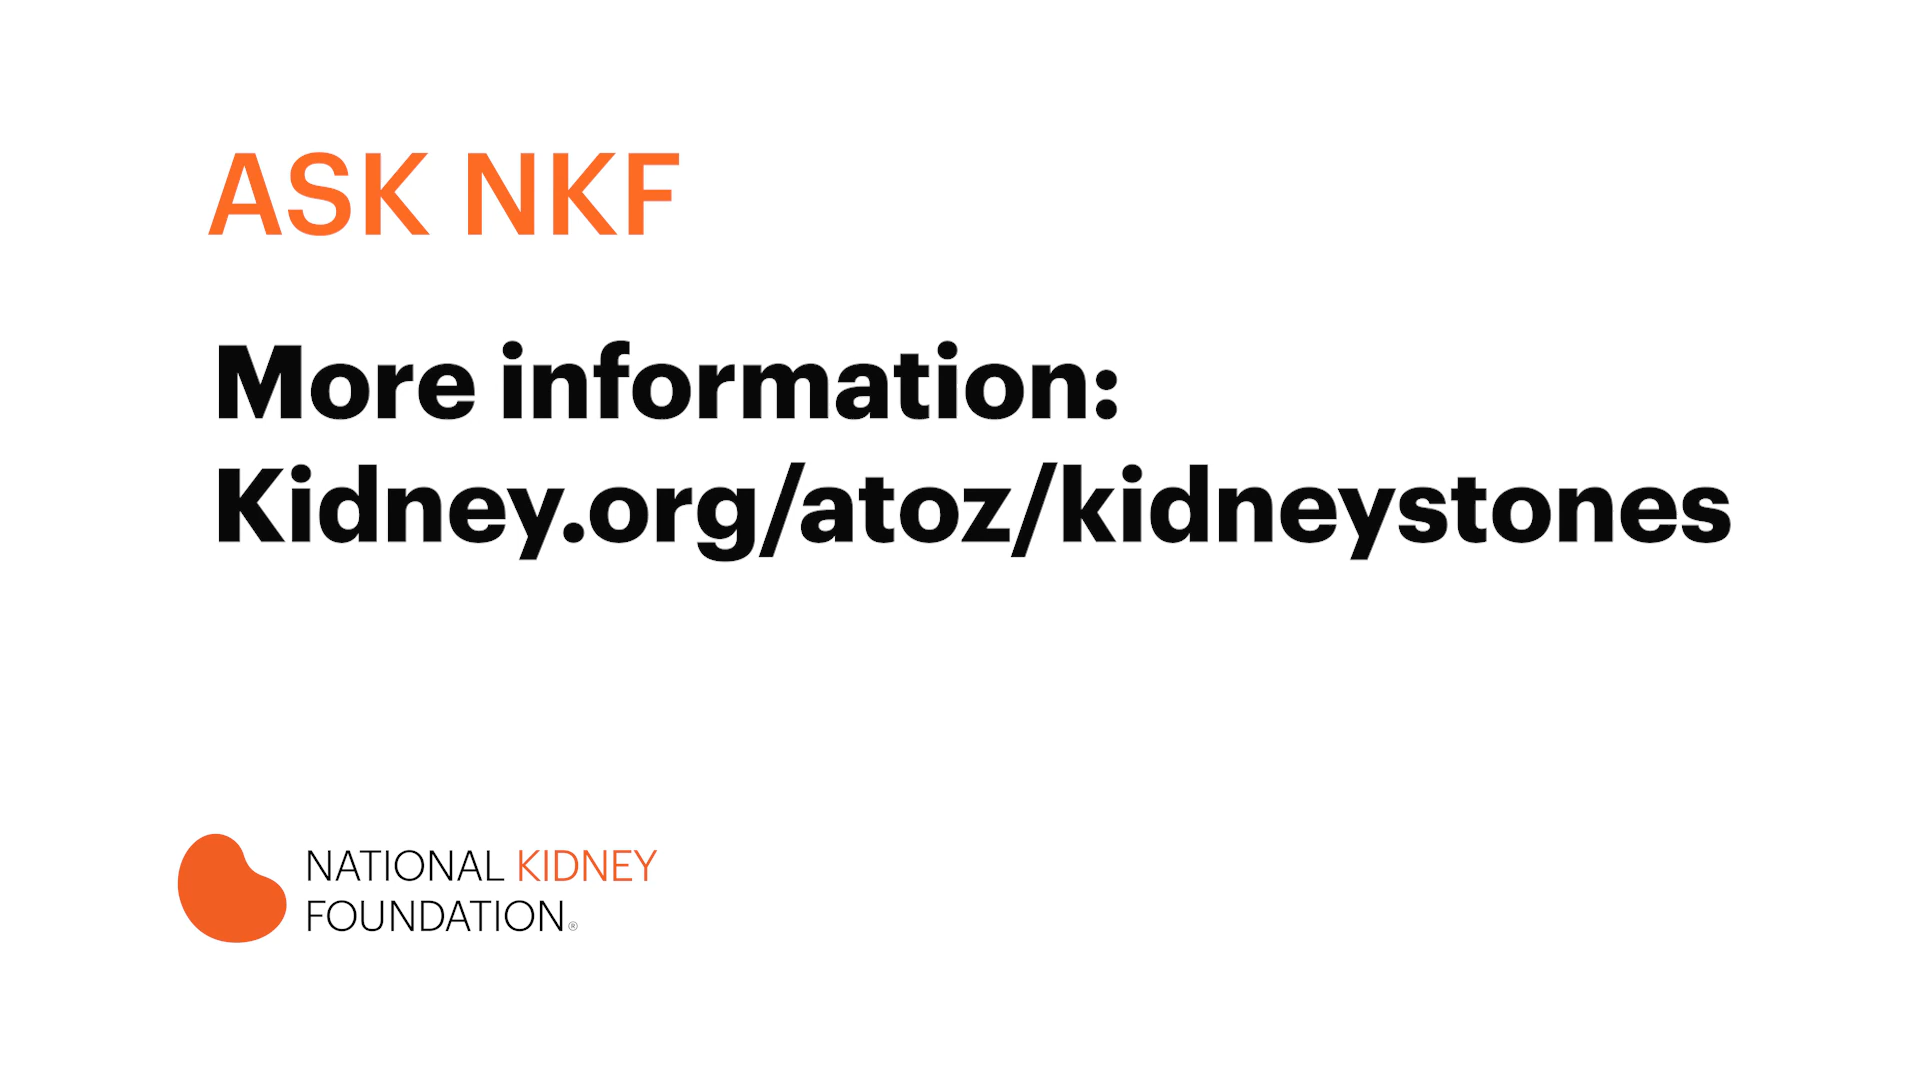 ASK NKF
More information:
Kidney.org/atoz/kidneystones
NATIONAL KIDNEY
FOUNDATION®